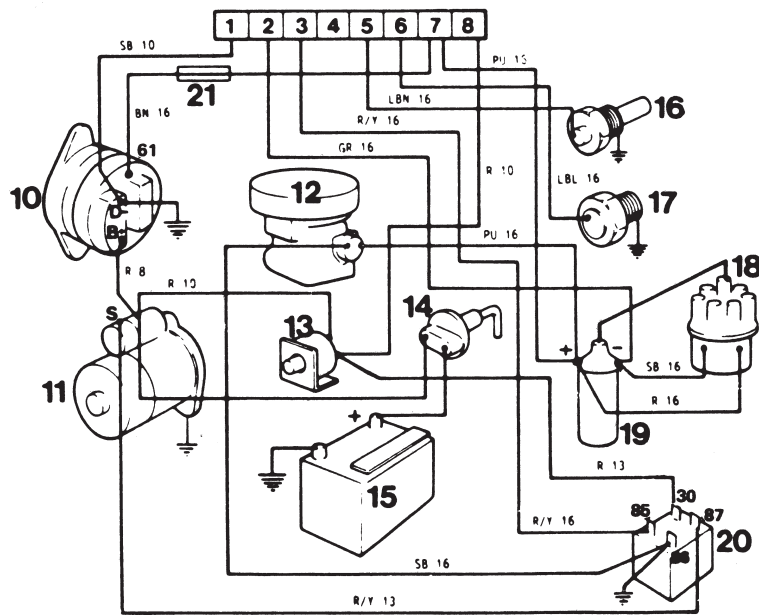 1 2 3 4 5 6 7 8
SB 10
PU 13
21
LBN 16
16
BN 16
R/Y 16
61
GR 16
R 10
10
12
LBL 16
17
D
B
PU 16
18
R 8
R 10
14
S
13
+ -
11
SB 16
+
R 16
19
15
R 13
30
85
87
R/Y 16
20
86
SB 16
R/Y 13